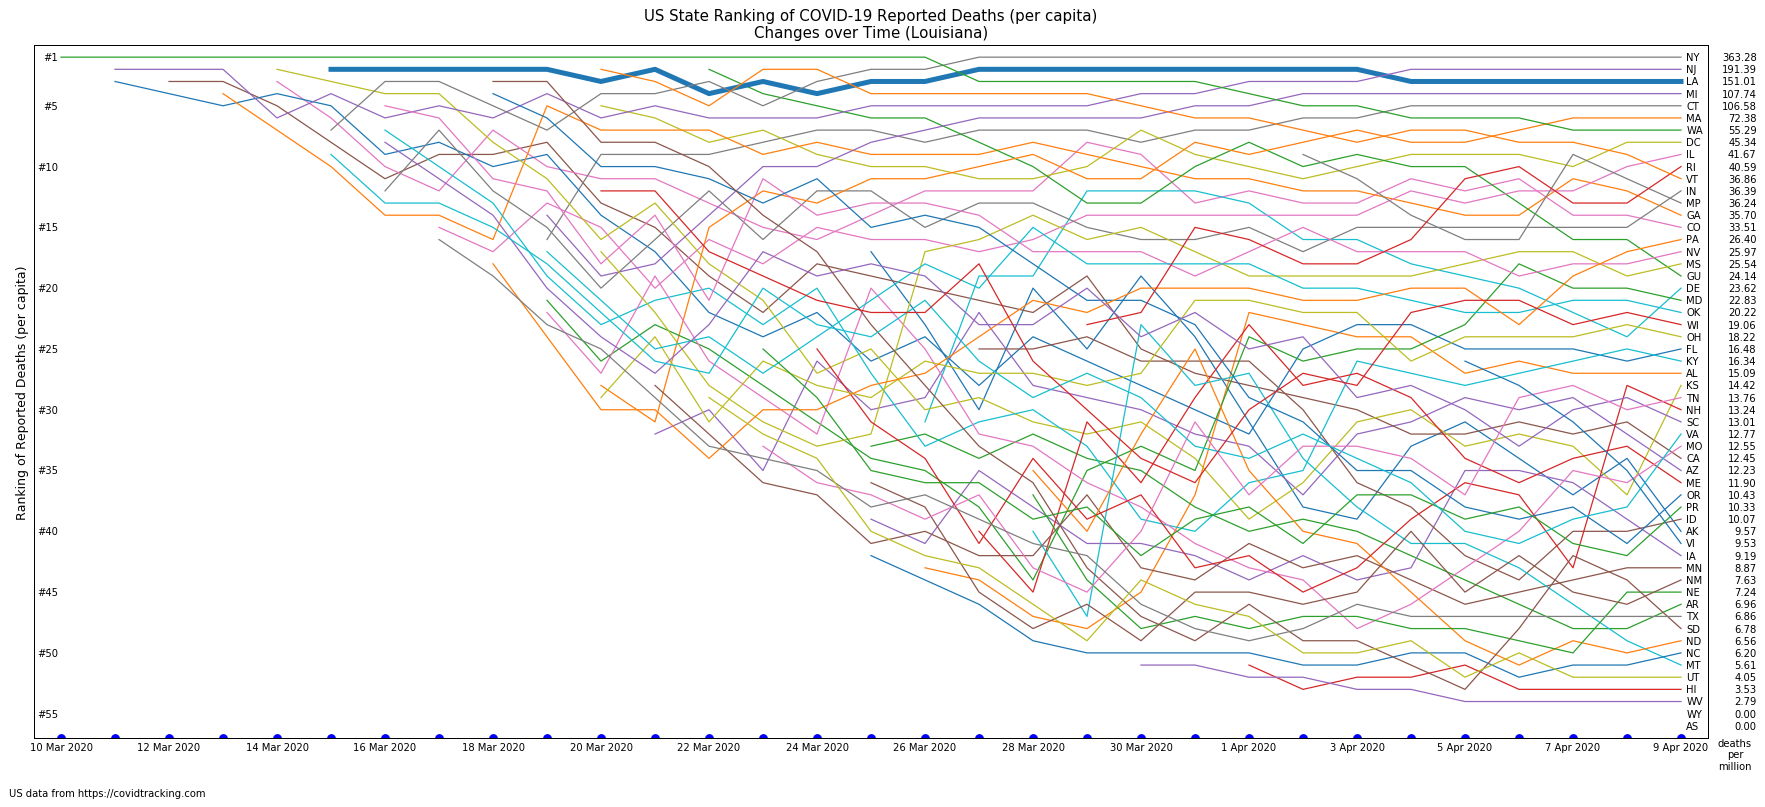 US State Ranking of COVID-19 Reported Deaths (per capita)
Changes over Time (Louisiana)
Ranking of Reported Deaths (per capita)
#1
#5
#10
#15
#20
#25
#30
#35
#40
#45
#50
#55
NY 363.28
NJ 191.39
LA 151.01
MI 107.74
CT 106.58
MA 72.38
WA 55.29
DC 45.34
IL 41.67
RI 40.59
VT 36.86
IN 36.39
MP 36.24
GA 35.70
CO 33.51
PA 26.40
NV 25.97
MS 25.54
GU 24.14
DE 23.62
MD 22.83
OK 20.22
WI 19.06
OH 18.22
FL 16.48
KY 16.34
AL 15.09
KS 14.42
TN 13.76
NH 13.24
SC 13.01
VA 12.77
MO 12.55
CA 12.45
AZ 12.23
ME 11.90
OR 10.43
PR 10.33
ID 10.07
AK 9.57
VI 9.53
IA 9.19
MN 8.87
NM 7.63
NE 7.24
AR 6.96
TX 6.86
SD 6.78
ND 6.56
NC 6.20
MT 5.61
UT 4.05
HI 3.53
WV 2.79
WY 0.00
AS 0.00
10 Mar 2020 12 Mar 2020 14 Mar 2020 16 Mar 2020 18 Mar 2020 20 Mar 2020 22 Mar 2020 24 Mar 2020 26 Mar 2020 28 Mar 2020 30 Mar 2020 1 Apr 2020 3 Apr 2020 5 Apr 2020 7 Apr 2020 9 Apr 2020
deaths
per
million
US data from https://covidtracking.com